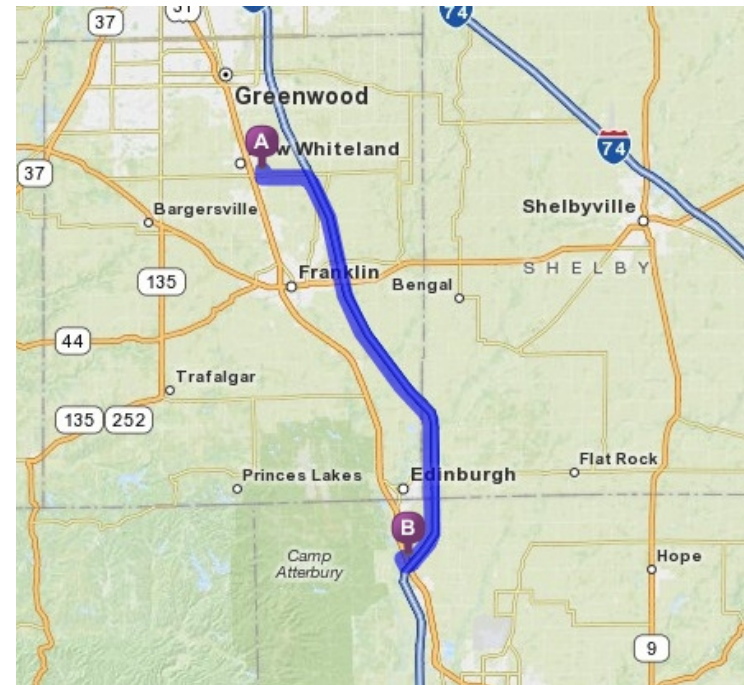 37
31
74
Greenwood
A
w Whiteland
74
37
Bargersville
Shelbyville
135
Franklin
SHELBY
Bengal
44
Trafalgar
135 252
Princes Lakes
Edinburgh
Flat Rock
B
Camp
Atterbury
Hope
9